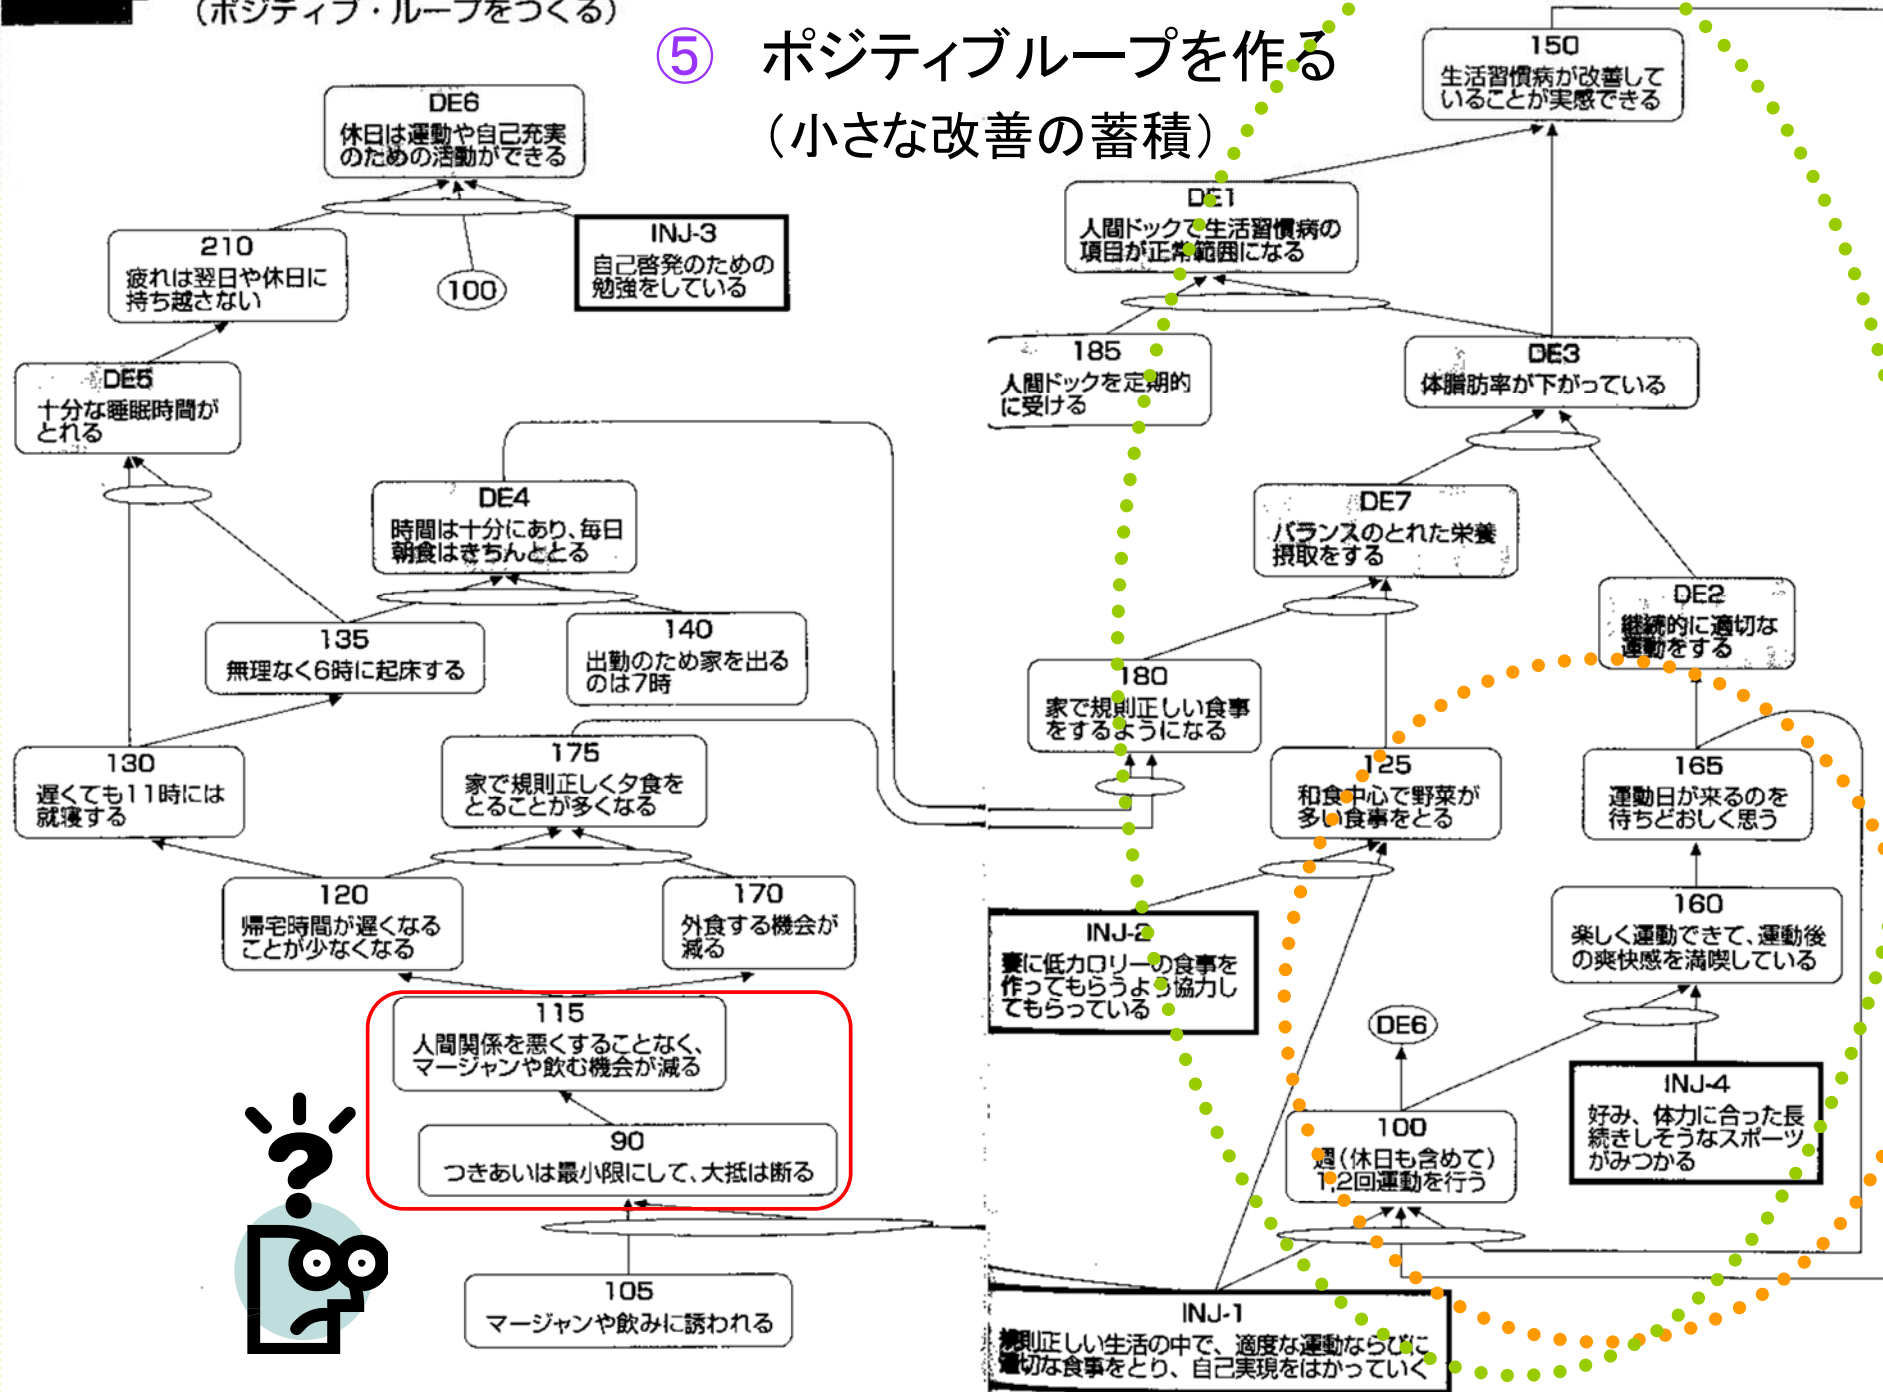 (ポジティブ・ループをつくる)
⑤ ポジティブループを作る
(小さな改善の蓄積)
DE6
休日は運動や自己充実
のための活動ができる
210
疲れは翌日や休日に
持ち越さない
100
INJ-3
自己啓発のための
勉強をしている
DE5
十分な睡眠時間が
とれる
DE4
時間は十分にあり、毎日
朝食はきちんととる
135
無理なく6時に起床する
140
出勤のため家を出る
のは7時
130
遅くても11時には
就寝する
175
家で規則正しく夕食を
とることが多くなる
120
帰宅時間が遅くなる
ことが少なくなる
170
外食する機会が
減る
115
人間関係を悪くすることなく、
マージャンや飲む機会が減る
90
つきあいは最小限にして、大抵は断る
105
マージャンや飲みに誘われる
150
生活習慣病が改善して
いることが実感できる
DE1
人間ドックで生活習慣病の
項目が正常範囲になる
185
人間ドックを定期的
に受ける
DE3
体脂肪率が下がっている
DE7
バランスのとれた栄養
摂取をする
DE2
継続的に適切な
運動をする
180
家で規則正しい食事
をするようになる
125
和食中心で野菜が
多い食事をとる
165
運動日が来るのを
待ちどおしく思う
INJ-2
妻に低カロリーの食事を
作ってもらうよう協力し
てもらっている
160
楽しく運動できて、運動後
の爽快感を満喫している
DE6
INJ-4
好み、体力に合った長
続きしそうなスポーツ
がみつかる
100
週(休日も含めて)
1,2回運動を行う
INJ-1
規則正しい生活の中で、適度な運動ならびに
適切な食事をとり、自己実現をはかっていく